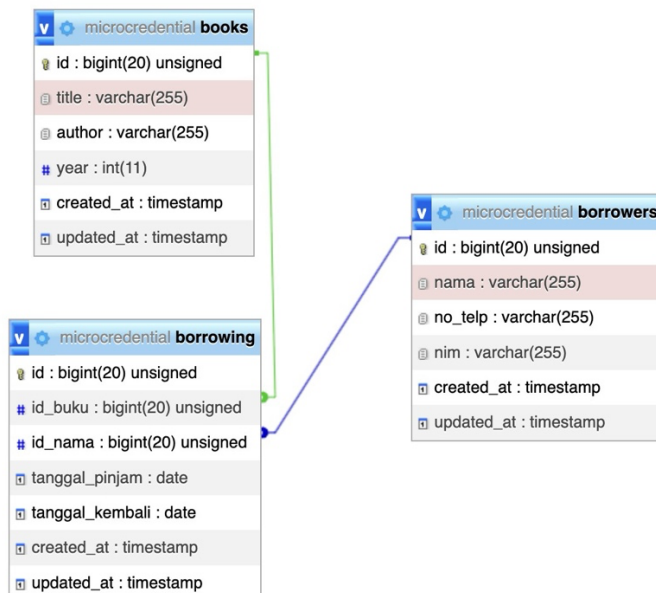 v microcredential books
id : bigint(20) unsigned
title : varchar(255)
author : varchar(255)
# year : int(11)
created_at : timestamp
updated_at : timestamp
v microcredential borrowers
id : bigint(20) unsigned
nama : varchar(255)
no_telp : varchar(255)
nim : varchar(255)
created_at : timestamp
updated_at : timestamp
v microcredential borrowing
id : bigint(20) unsigned
# id_buku : bigint(20) unsigned
# id_nama : bigint(20) unsigned
tanggal_pinjam : date
tanggal_kembali : date
created_at : timestamp
updated_at : timestamp